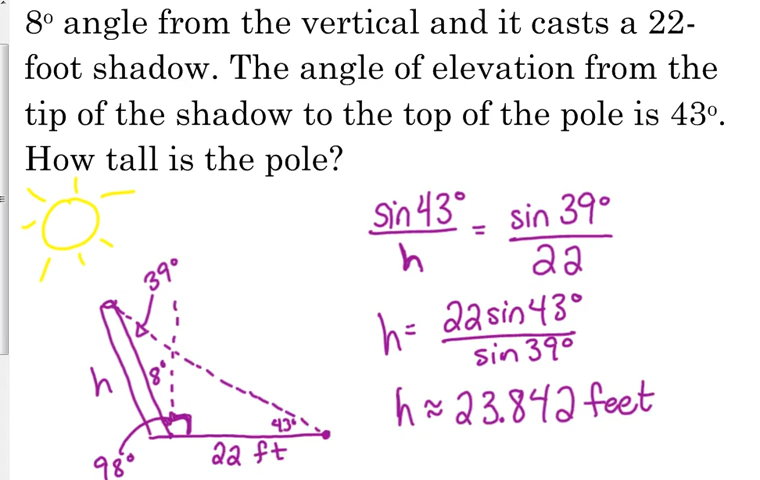 8° angle from the vertical and it casts a 22-
foot shadow. The angle of elevation from the
tip of the shadow to the top of the pole is 43°.
How tall is the pole?
sin 43° / h = sin 39° / 22
h = 22 sin 43° / sin 39°
h ≈ 23.842 feet
39°
8°
h
43°
22 ft
98°